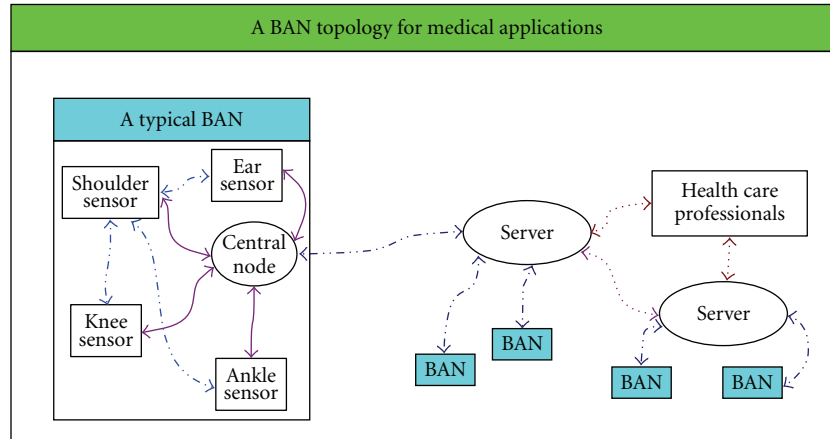 A BAN topology for medical applications
A typical BAN
Shoulder
sensor
Ear
sensor
Central
node
Knee
sensor
Ankle
sensor
Server
BAN
BAN
Health care
professionals
Server
BAN
BAN